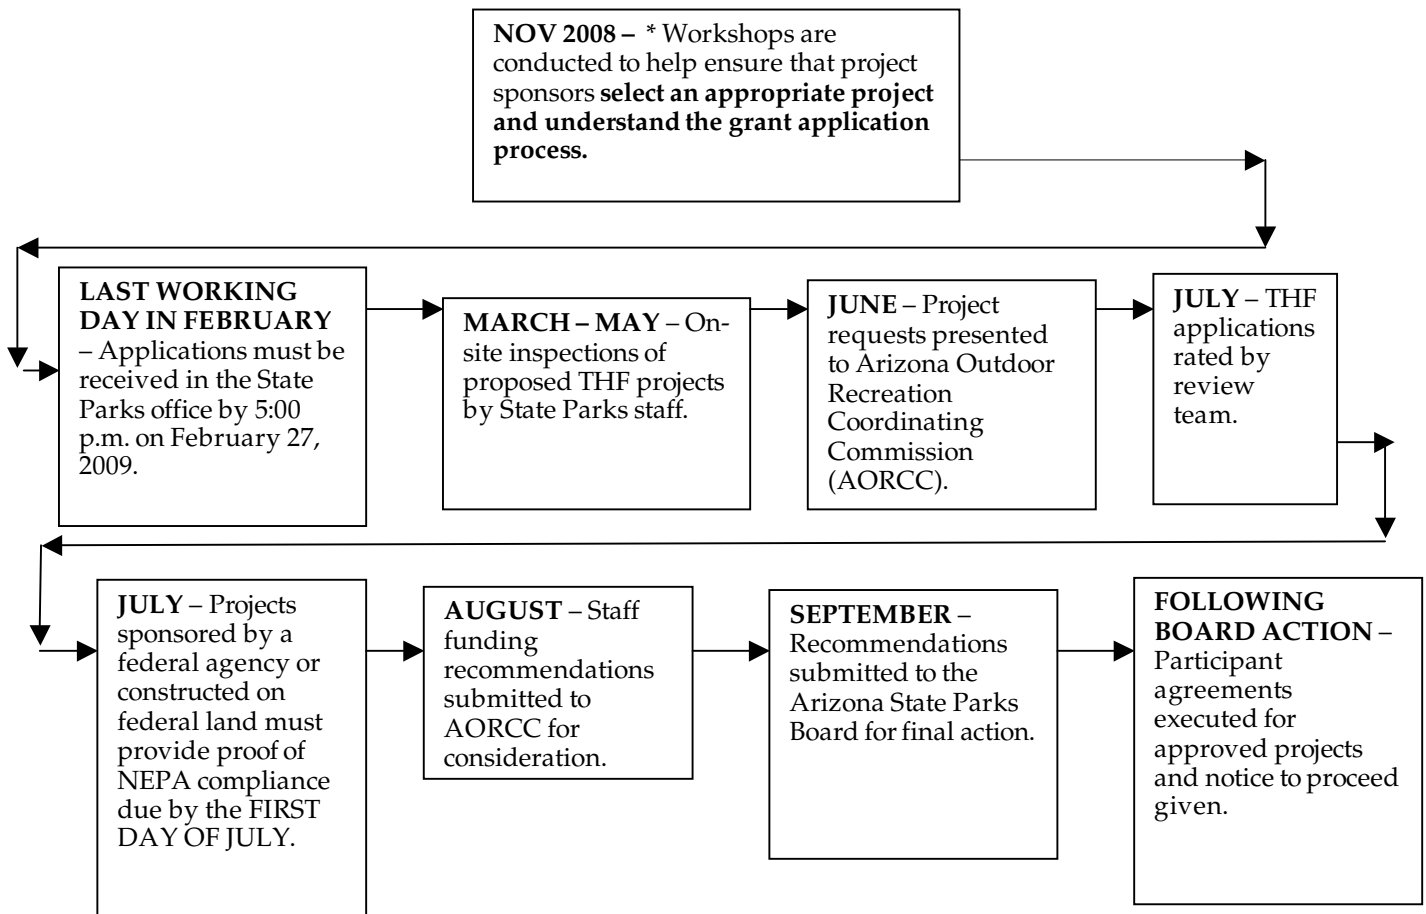 NOV 2008 – * Workshops are
conducted to help ensure that project
sponsors select an appropriate project
and understand the grant application
process.
LAST WORKING
DAY IN FEBRUARY
– Applications must be
received in the State
Parks office by 5:00
p.m. on February 27,
2009.
MARCH – MAY – On-
site inspections of
proposed THF projects
by State Parks staff.
JUNE – Project
requests presented
to Arizona Outdoor
Recreation
Coordinating
Commission
(AORCC).
JULY – THF
applications
rated by
review
team.
JULY – Projects
sponsored by a
federal agency or
constructed on
federal land must
provide proof of
NEPA compliance
due by the FIRST
DAY OF JULY.
AUGUST – Staff
funding
recommendations
submitted to
AORCC for
consideration.
SEPTEMBER –
Recommendations
submitted to the
Arizona State Parks
Board for final action.
FOLLOWING
BOARD ACTION –
Participant
agreements
executed for
approved projects
and notice to proceed
given.